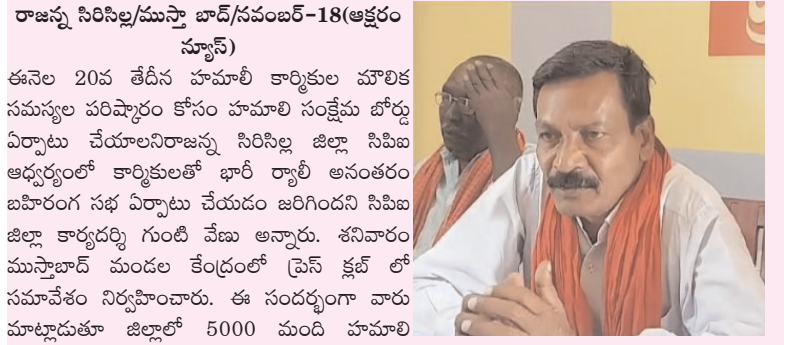 రాజన్న సిరిసిల్ల/ముస్తా బాద్/నవంబర్-18(ఆక్షరం
న్యూస్)
ఈనెల 20వ తేదీన హమాలీ కార్మికుల మౌలిక
సమస్యల పరిష్కారం కోసం హమాలి సంక్షేమ బోర్డు
ఏర్పాటు చేయాలనిరాజన్న సిరిసిల్ల జిల్లా సిపిఐ
ఆధ్వర్యంలో కార్మికులతో భారీ ర్యాలీ అనంతరం
బహిరంగ సభ ఏర్పాటు చేయడం జరిగిందని సిపిఐ
జిల్లా కార్యదర్శి గుంటి వేణు అన్నారు. శనివారం
ముస్తాబాద్ మండల కేంద్రంలో ప్రెస్ క్లబ్ లో
సమావేశం నిర్వహించారు. ఈ సందర్భంగా వారు
మాట్లాడుతూ జిల్లాలో 5000 మంది హమాలి